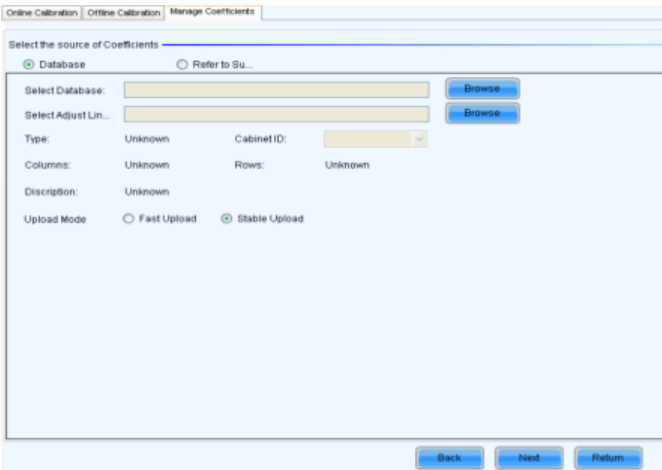 Online Calibration Offline Calibration Manage Coefficients
Select the source of Coefficients
Database Refer to Su...
Select Database: Browse
Select Adjust Lin... Browse
Type: Unknown Cabinet ID:
Columns: Unknown Rows: Unknown
Discription: Unknown
Upload Mode Fast Upload Stable Upload
Back Next Return